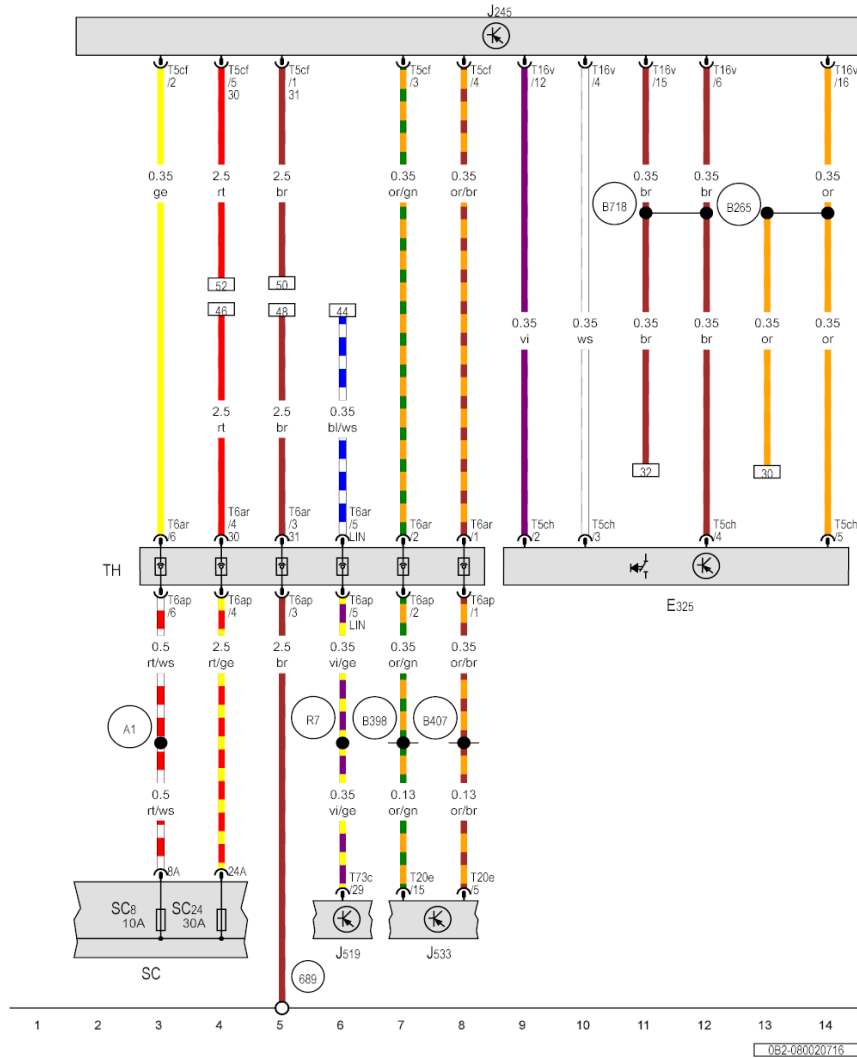 J245
T5cf /2
T5cf /5 30
T5cf /1 31
T5cf /3
T5cf /4
T16v /12
T16v /4
T16v /15
T16v /6
T16v /16
0.35 ge
2.5 rt
2.5 br
0.35 or/gn
0.35 or/br
0.35 br
0.35 br
0.35 or
B718
B265
52
50
46
48
44
0.35 vi
0.35 ws
0.35 br
0.35 br
0.35 or
0.35 or
2.5 rt
2.5 br
0.35 bl/ws
32
30
T6ar /6
T6ar /4 30
T6ar /3 31
T6ar /5 LIN
T6ar /2
T6ar /1
T5ch /2
T5ch /3
T5ch /4
T5ch /5
TH
E325
T6ap /6
T6ap /4
T6ap /3
T6ap /5 LIN
T6ap /2
T6ap /1
0.5 rt/ws
2.5 rt/ge
2.5 br
0.35 vi/ge
0.35 or/gn
0.35 or/br
A1
R7
B398
B407
0.5 rt/ws
0.35 vi/ge
0.13 or/gn
0.13 or/br
8A
24A
T73c /29
T20e /15
T20e /5
SC8 10A
SC24 30A
J519
J533
SC
689
1 2 3 4 5 6 7 8 9 10 11 12 13 14
0B2-080020716